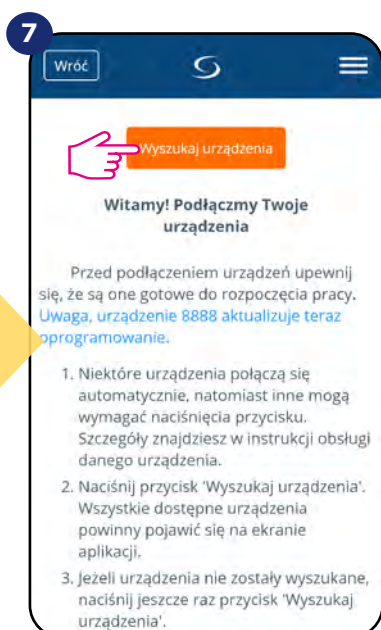 7
Wróć
Wyszukaj urządzenia
Witamy! Podłączmy Twoje
urządzenia
Przed podłączeniem urządzeń upewnij
się, że są one gotowe do rozpoczęcia pracy.
Uwaga, urządzenie 8888 aktualizuje teraz
oprogramowanie.
1. Niektóre urządzenia połączą się
automatycznie, natomiast inne mogą
wymagać naciśnięcia przycisku.
Szczegóły znajdziesz w instrukcji obsługi
danego urządzenia.
2. Naciśnij przycisk 'Wyszukaj urządzenia'.
Wszystkie dostępne urządzenia
powinny pojawić się na ekranie
aplikacji.
3. Jeżeli urządzenia nie zostały wyszukane,
naciśnij jeszcze raz przycisk 'Wyszukaj
urządzenia'.